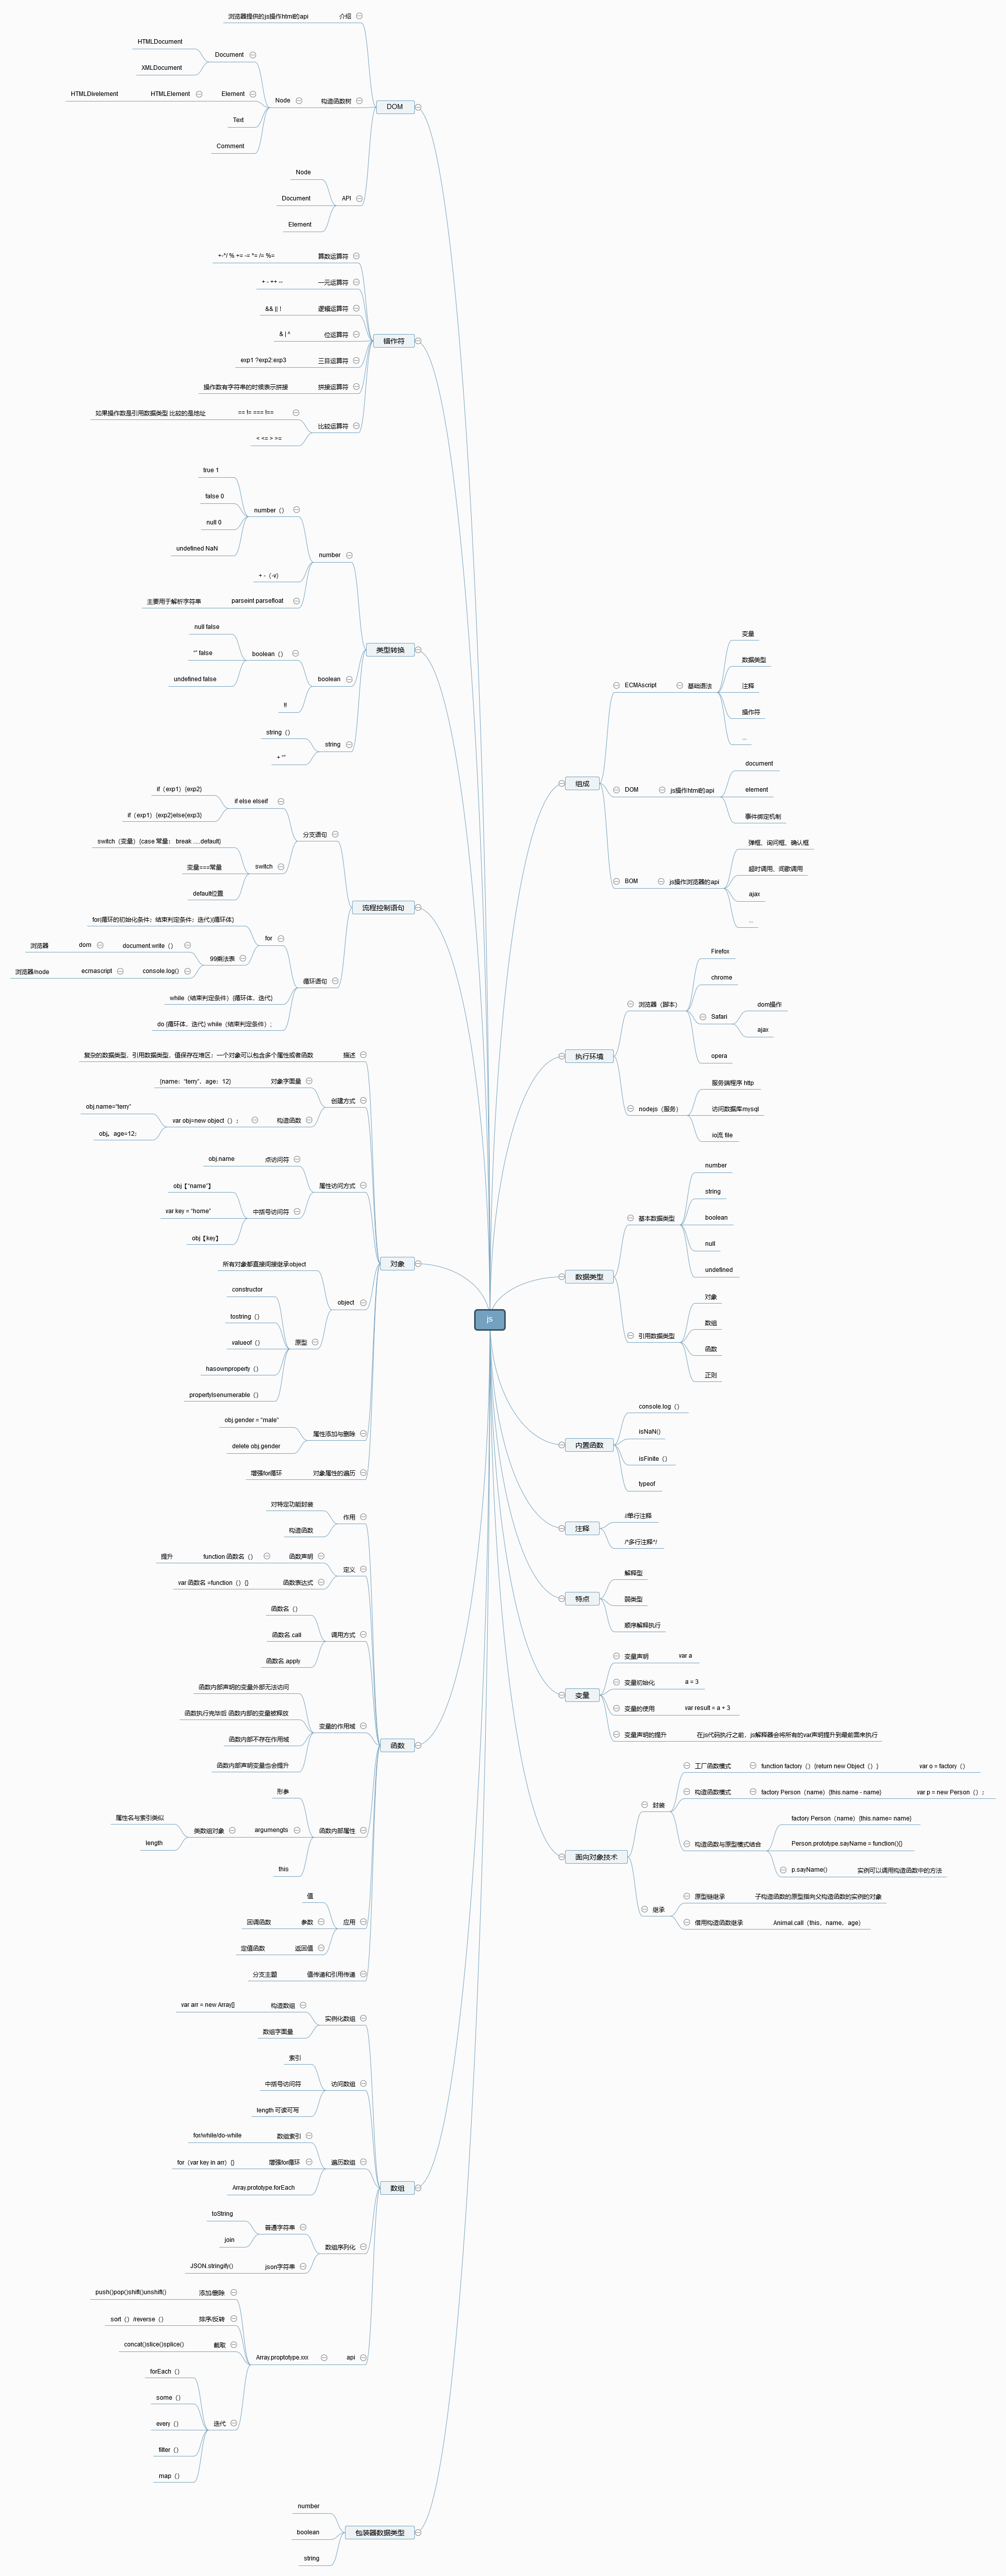 浏览器提供的js操作html的api 介绍
HTMLDocument
XMLDocument
Document
HTMLDivelement HTMLElement Element
Text
Comment
Node 构造函数树
DOM
Node
Document
Element
API
+-*/ % += -= *= /= %= 算数运算符
+ - ++ -- 一元运算符
&& || ! 逻辑运算符
& | ^ 位运算符
exp1 ?exp2:exp3 三目运算符
操作数有字符串的时候表示拼接 拼接运算符
如果操作数是引用数据类型 比较的是地址 == != === !==
< <= > >=
比较运算符
操作符
true 1
false 0
null 0
undefined NaN
number（）
+ -（-v）
主要用于解析字符串 parseint parsefloat
number
null false
“” false
undefined false
boolean（）
!!
boolean
string（）
+ “”
string
类型转换
if（exp1）{exp2}
if（exp1）{exp2}else{exp3}
if else elseif
switch（变量）{case 常量： break .....default}
变量===常量
default位置
switch
分支语句
for{循环的初始化条件；结束判定条件；迭代){循环体}
浏览器 dom document.write（）
浏览器/node ecmascript console.log()
99乘法表
for
while（结束判定条件）{循环体，迭代}
do {循环体，迭代} while（结束判定条件）;
循环语句
流程控制语句
复杂的数据类型，引用数据类型，值保存在堆区；一个对象可以包含多个属性或者函数 描述
{name：“terry”，age：12} 对象字面量
obj.name=“terry”
obj。age=12；
var obj=new object（）； 构造函数
创建方式
obj.name 点访问符
obj【“name”】
var key = “home”
obj【key】
中括号访问符
属性访问方式
所有对象都直接间接继承object
constructor
tostring（）
valueof（）
hasownproperty（）
propertyIsenumerable（）
原型
object
obj.gender = “male”
delete obj.gender
属性添加与删除
增强for循环 对象属性的遍历
对象
对特定功能封装
构造函数
作用
提升 function 函数名（） 函数声明
var 函数名 =function（）{} 函数表达式
定义
函数名（）
函数名.call
函数名.apply
调用方式
函数内部声明的变量外部无法访问
函数执行完毕后 函数内部的变量被释放
函数内部不存在作用域
函数内部声明变量也会提升
变量的作用域
形参
属性名与索引类似
length
类数组对象 argumengts
this
函数内部属性
值
回调函数 参数
定值函数 返回值
应用
分支主题 值传递和引用传递
函数
var arr = new Array[] 构造数组
数组字面量
实例化数组
索引
中括号访问符
length 可读可写
访问数组
for/while/do-while 数组索引
for（var key in arr）{} 增强for循环
Array.prototype.forEach
遍历数组
toString
join
普通字符串
JSON.stringify() json字符串
数组序列化
push()pop()shift()unshift() 添加/删除
sort（）/reverse（） 排序/反转
concat()slice()splice() 截取
forEach（）
some（）
every（）
filter（）
map（）
迭代
Array.proptotype.xxx api
数组
number
boolean
string
包装器数据类型
js
组成
ECMAscript 基础语法
变量
数据类型
注释
操作符
...
DOM js操作html的api
document
element
事件绑定机制
BOM js操作浏览器的api
弹框，询问框，确认框
超时调用，间歇调用
ajax
...
执行环境
浏览器（脚本）
Firefox
chrome
Safari
dom操作
ajax
opera
nodejs（服务）
服务端程序 http
访问数据库mysql
io流 file
数据类型
基本数据类型
number
string
boolean
null
undefined
引用数据类型
对象
数组
函数
正则
内置函数
console.log（）
isNaN()
isFinite（）
typeof
注释
//单行注释
/*多行注释*/
特点
解释型
弱类型
顺序解释执行
变量
变量声明 var a
变量初始化 a = 3
变量的使用 var result = a + 3
变量声明的提升 在js代码执行之前，js解释器会将所有的var声明提升到最前面来执行
面向对象技术
封装
工厂函数模式 function factory（）{return new Object（）} var o = factory（）
构造函数模式 factory Person（name）{this.name - name} var p = new Person（）；
构造函数与原型模式结合
factory Person（name）{this.name= name}
Person.prototype.sayName = function(){}
p.sayName() 实例可以调用构造函数中的方法
继承
原型链继承 子构造函数的原型指向父构造函数的实例的对象
借用构造函数继承 Animal.call（this，name，age）